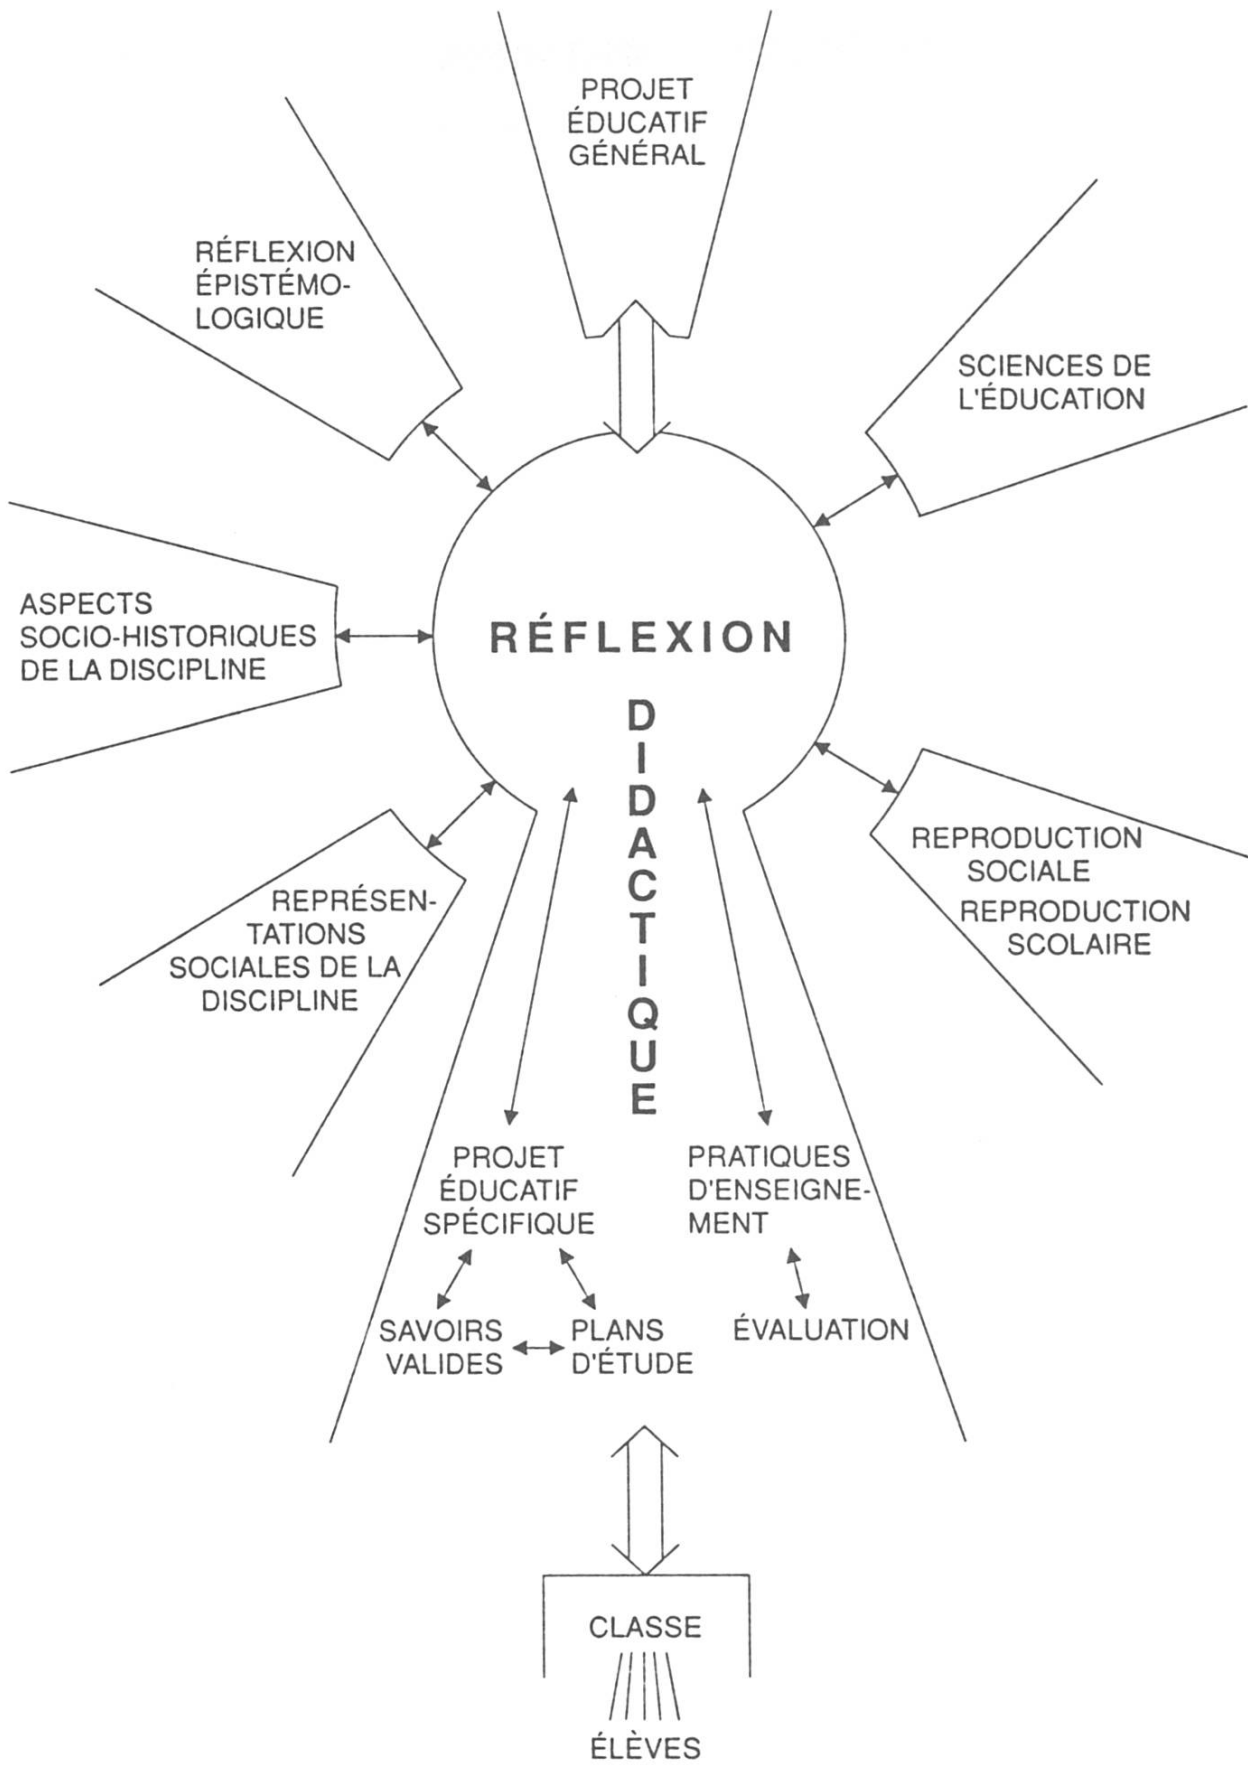 PROJET
ÉDUCATIF
GÉNÉRAL
RÉFLEXION
ÉPISTÉMO-
LOGIQUE
SCIENCES DE
L'ÉDUCATION
ASPECTS
SOCIO-HISTORIQUES
DE LA DISCIPLINE
RÉFLEXION
DIDACTIQUE
REPRODUCTION
SOCIALE
REPRODUCTION
SCOLAIRE
REPRÉSEN-
TATIONS
SOCIALES DE LA
DISCIPLINE
PROJET
ÉDUCATIF
SPÉCIFIQUE
PRATIQUES
D'ENSEIGNE-
MENT
SAVOIRS
VALIDES
PLANS
D'ÉTUDE
ÉVALUATION
CLASSE
ÉLÈVES